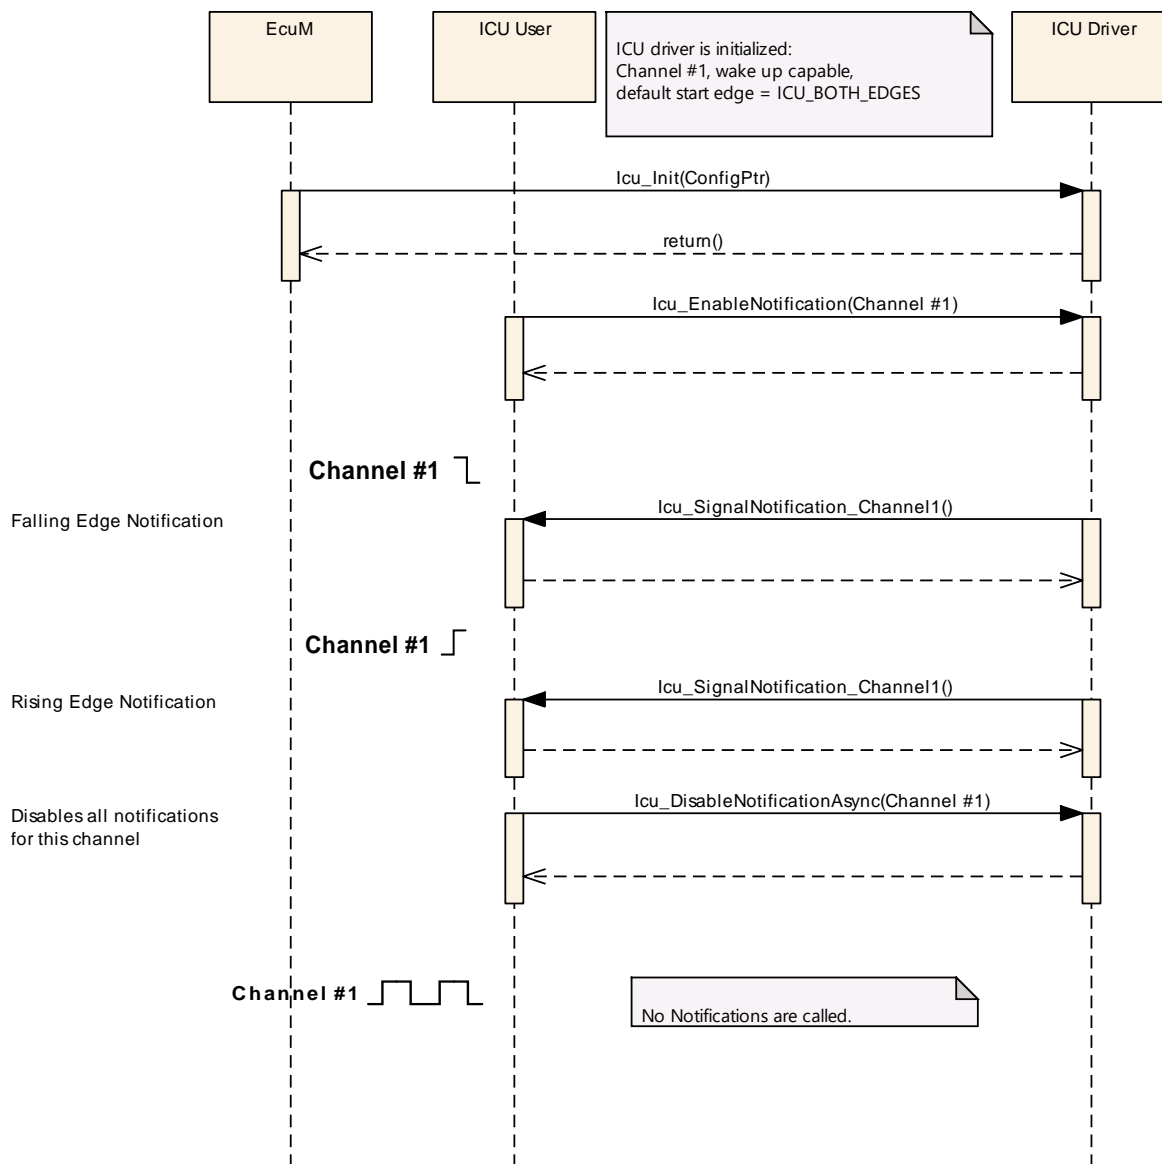 EcuM
ICU User
ICU driver is initialized:
Channel #1, wake up capable,
default start edge = ICU_BOTH_EDGES
ICU Driver
Icu_Init(ConfigPtr)
return()
Icu_EnableNotification(Channel #1)
Channel #1
Icu_SignalNotification_Channel1()
Falling Edge Notification
Channel #1
Icu_SignalNotification_Channel1()
Rising Edge Notification
Icu_DisableNotificationAsync(Channel #1)
Disables all notifications
for this channel
Channel #1
No Notifications are called.